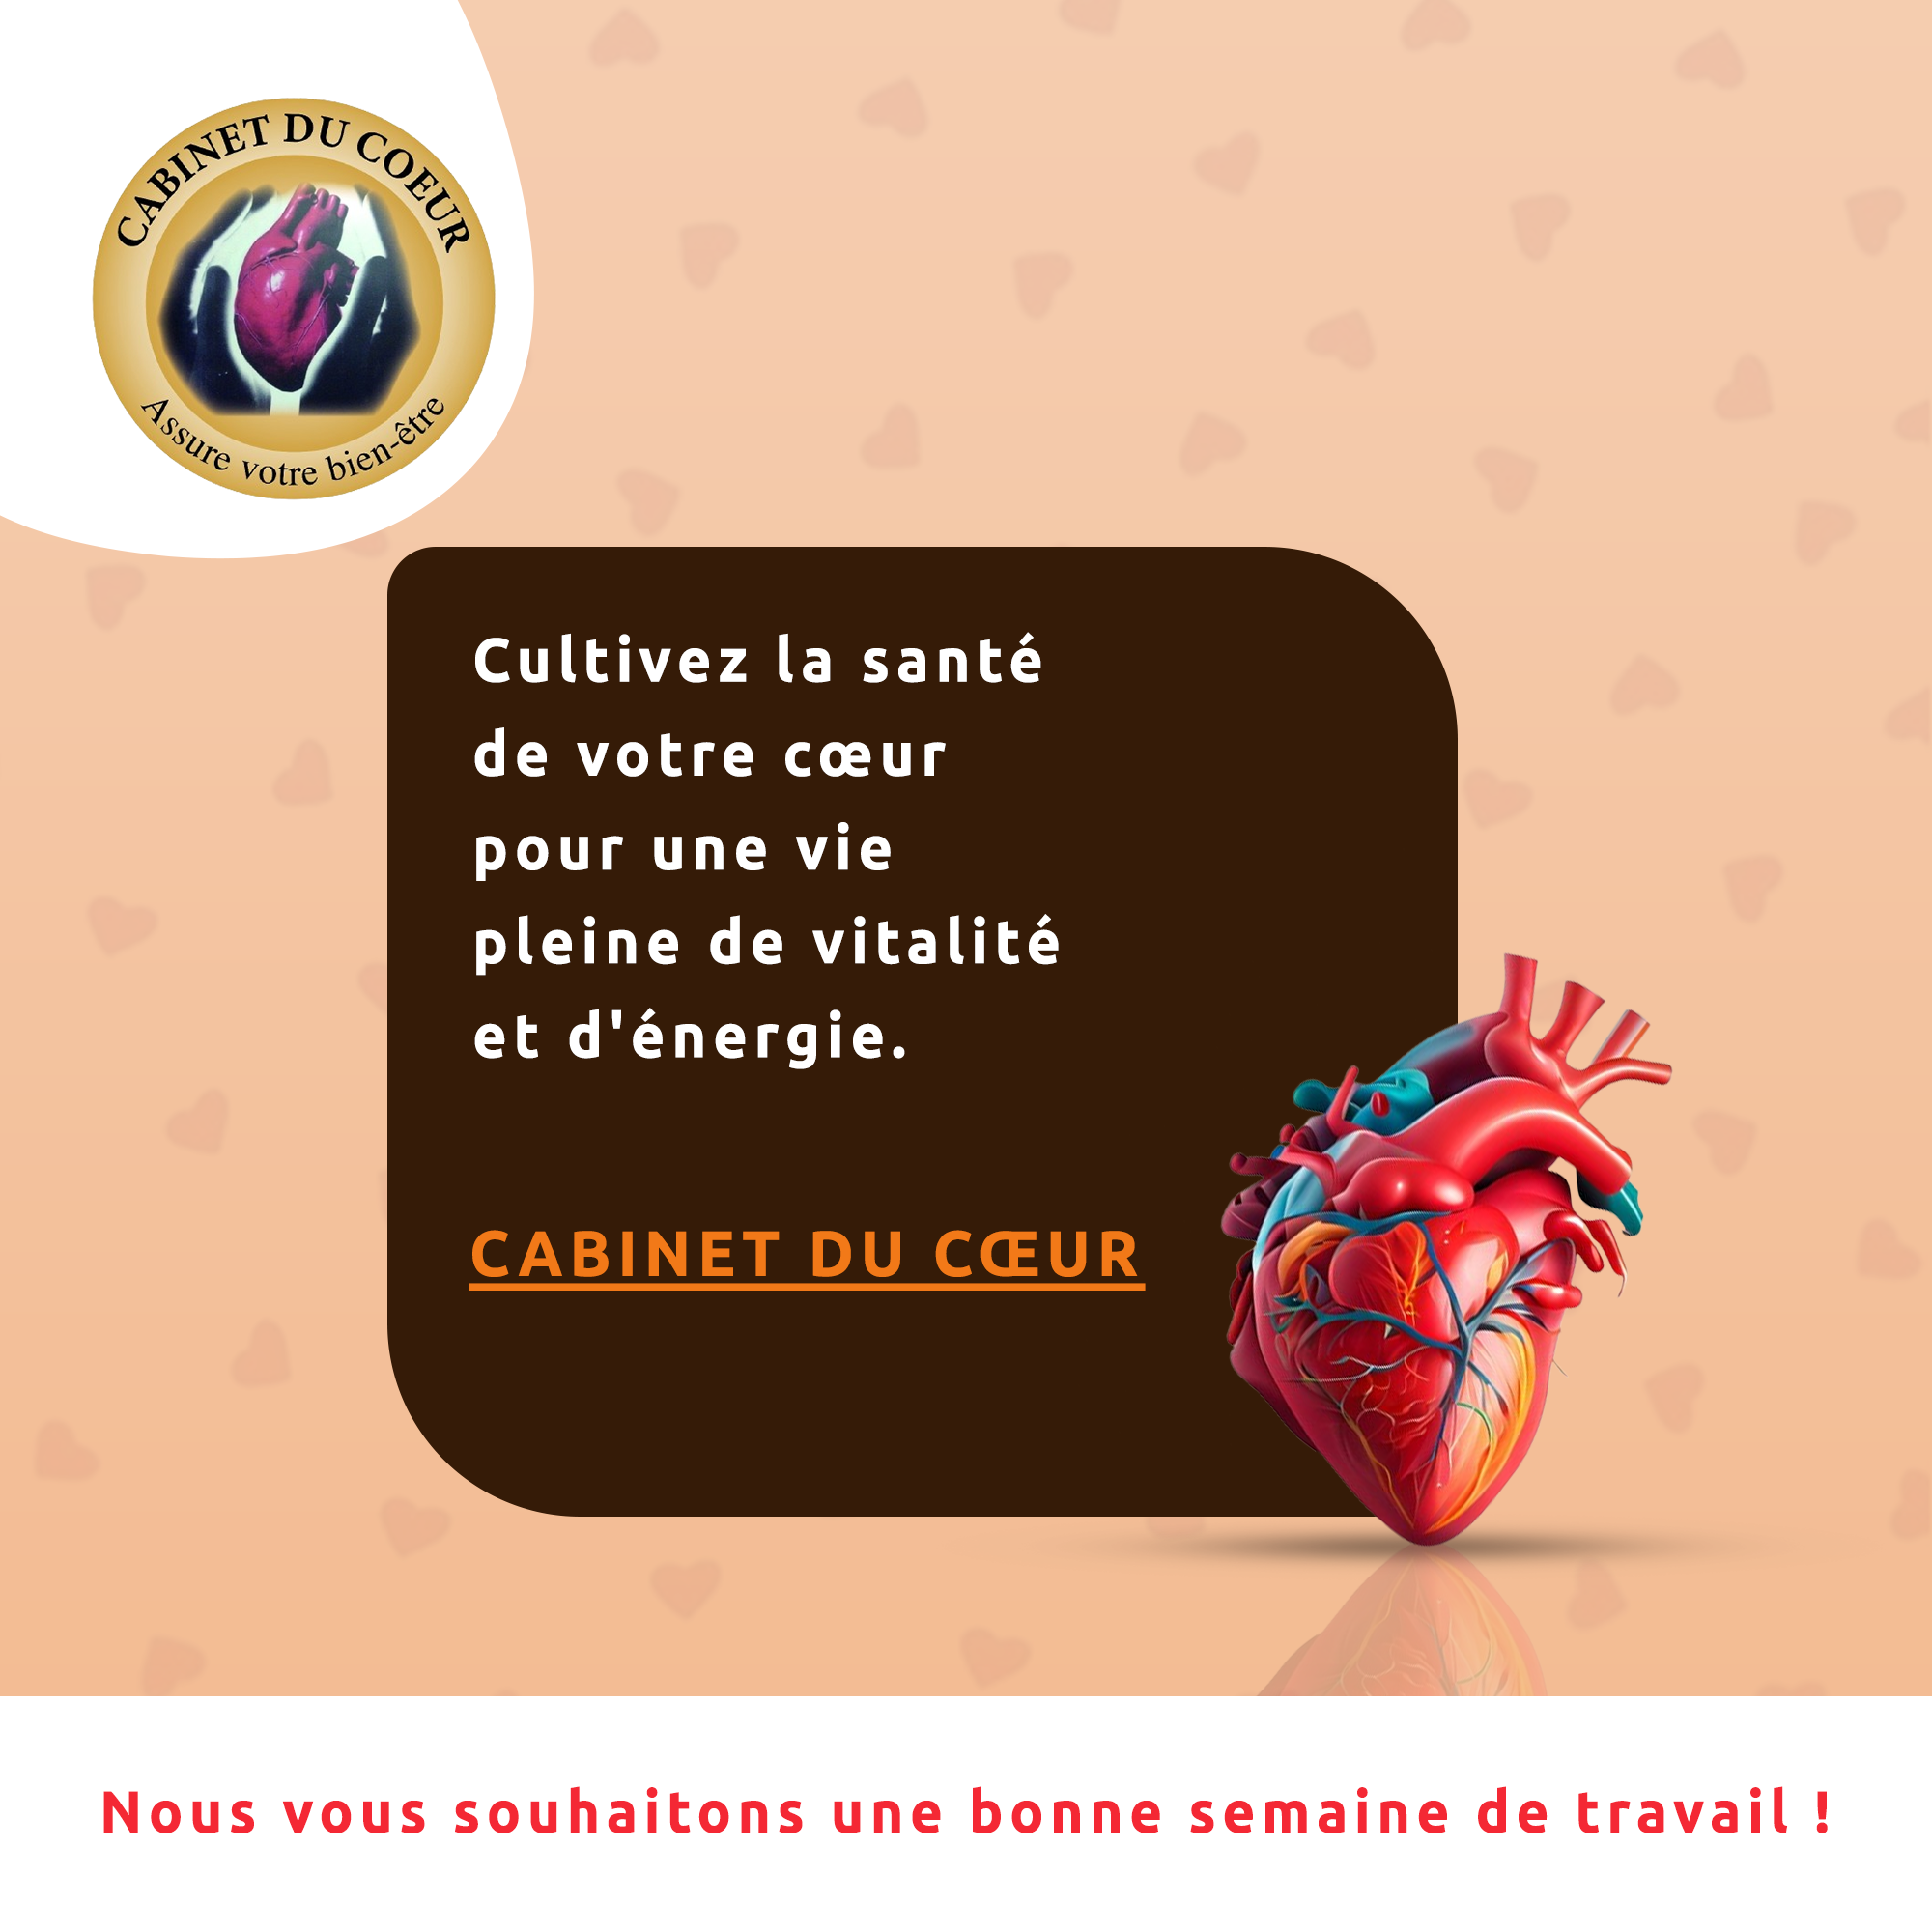 CABINET DU COEUR
Assure votre bien-être
Cultivez la santé
de votre cœur
pour une vie
pleine de vitalité
et d'énergie.
CABINET DU CŒUR
Nous vous souhaitons une bonne semaine de travail !